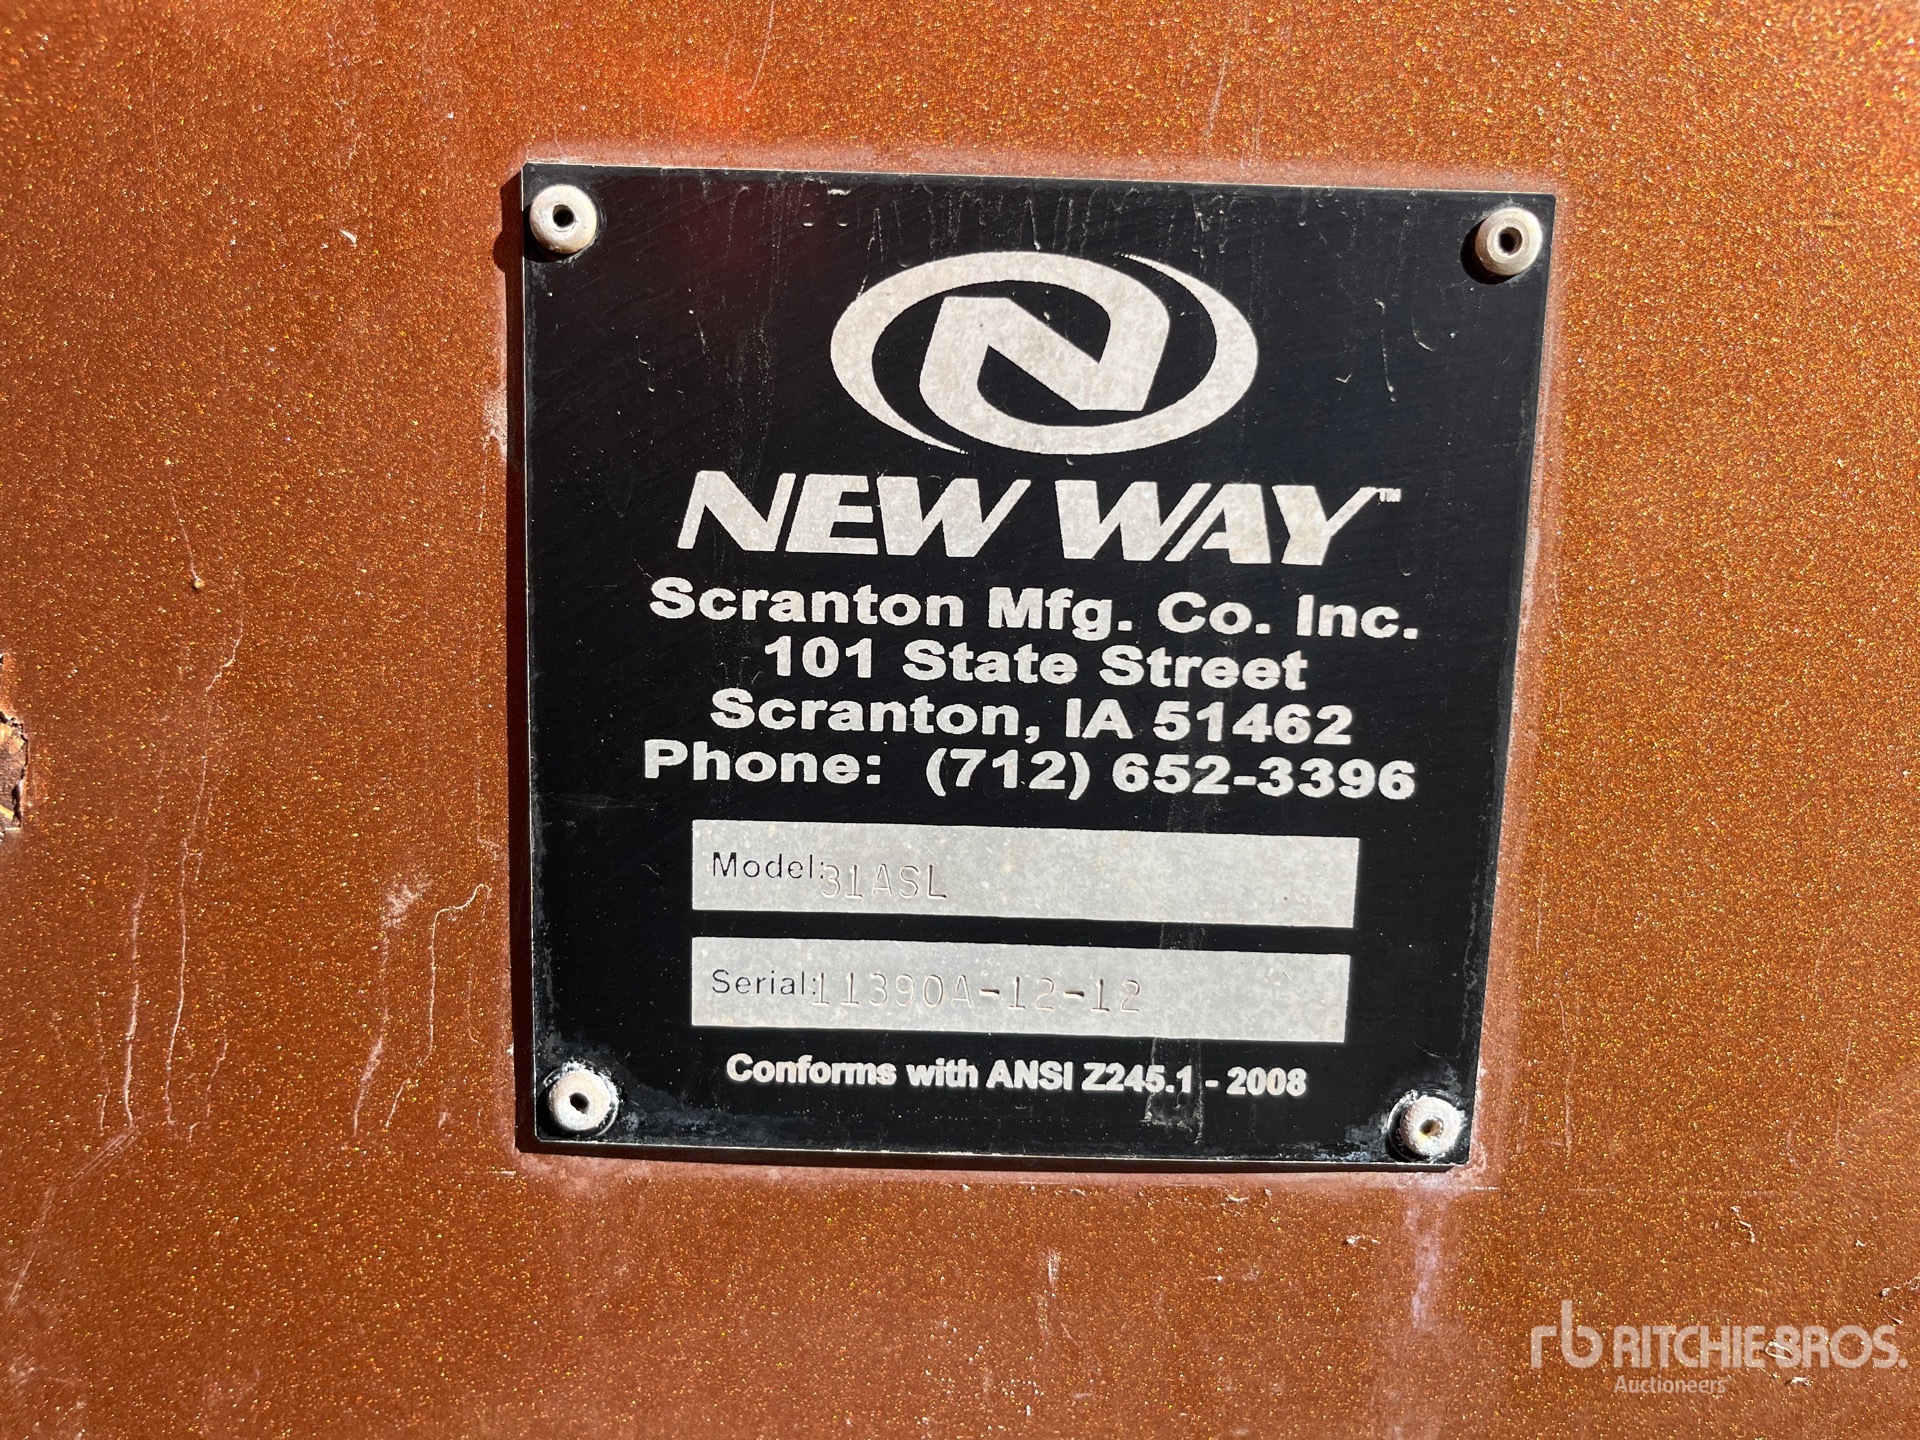 NEW WAY™
Scranton Mfg. Co. Inc.
101 State Street
Scranton, IA 51462
Phone: (712) 652-3396
Model: 31ASL
Serial: 11390A-12-12
Conforms with ANSI Z245.1 - 2008
rb RITCHIE BROS.
Auctioneers